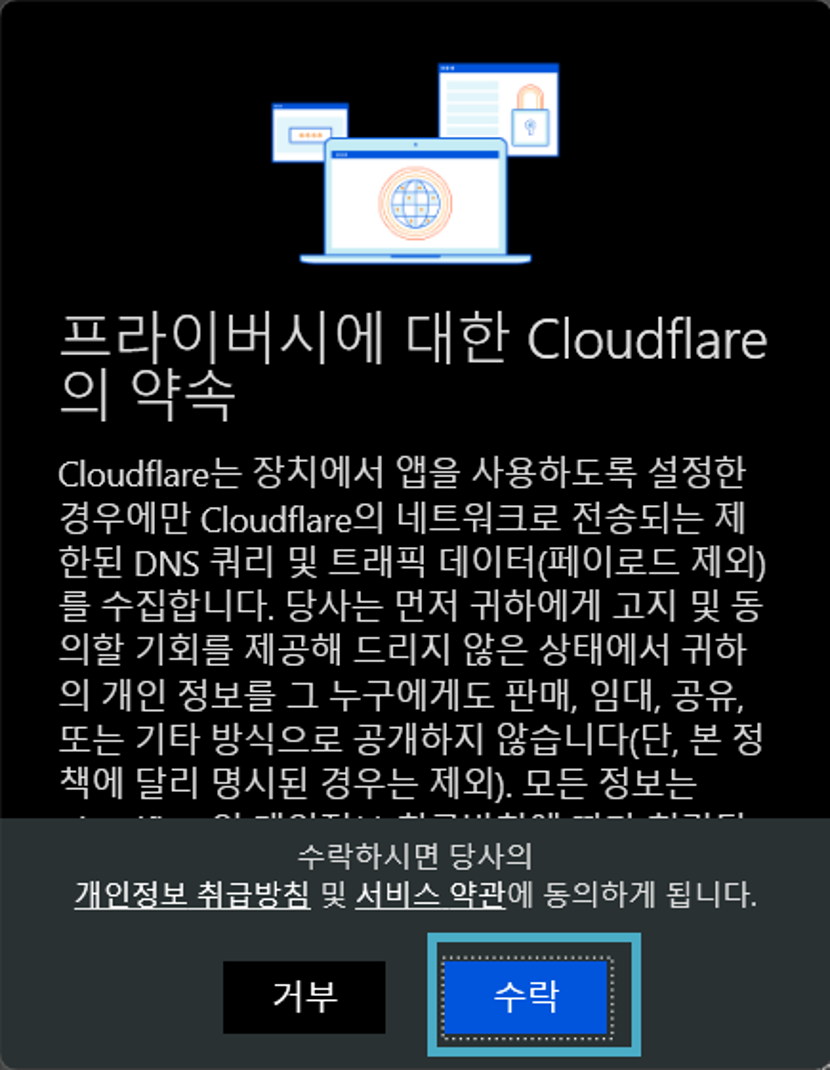 프라이버시에 대한 Cloudflare
의 약속
Cloudflare는 장치에서 앱을 사용하도록 설정한
경우에만 Cloudflare의 네트워크로 전송되는 제
한된 DNS 쿼리 및 트래픽 데이터(페이로드 제외)
를 수집합니다. 당사는 먼저 귀하에게 고지 및 동
의할 기회를 제공해 드리지 않은 상태에서 귀하
의 개인 정보를 그 누구에게도 판매, 임대, 공유,
또는 기타 방식으로 공개하지 않습니다(단, 본 정
책에 달리 명시된 경우는 제외). 모든 정보는
수락하시면 당사의
개인정보 취급방침 및 서비스 약관에 동의하게 됩니다.
거부
수락